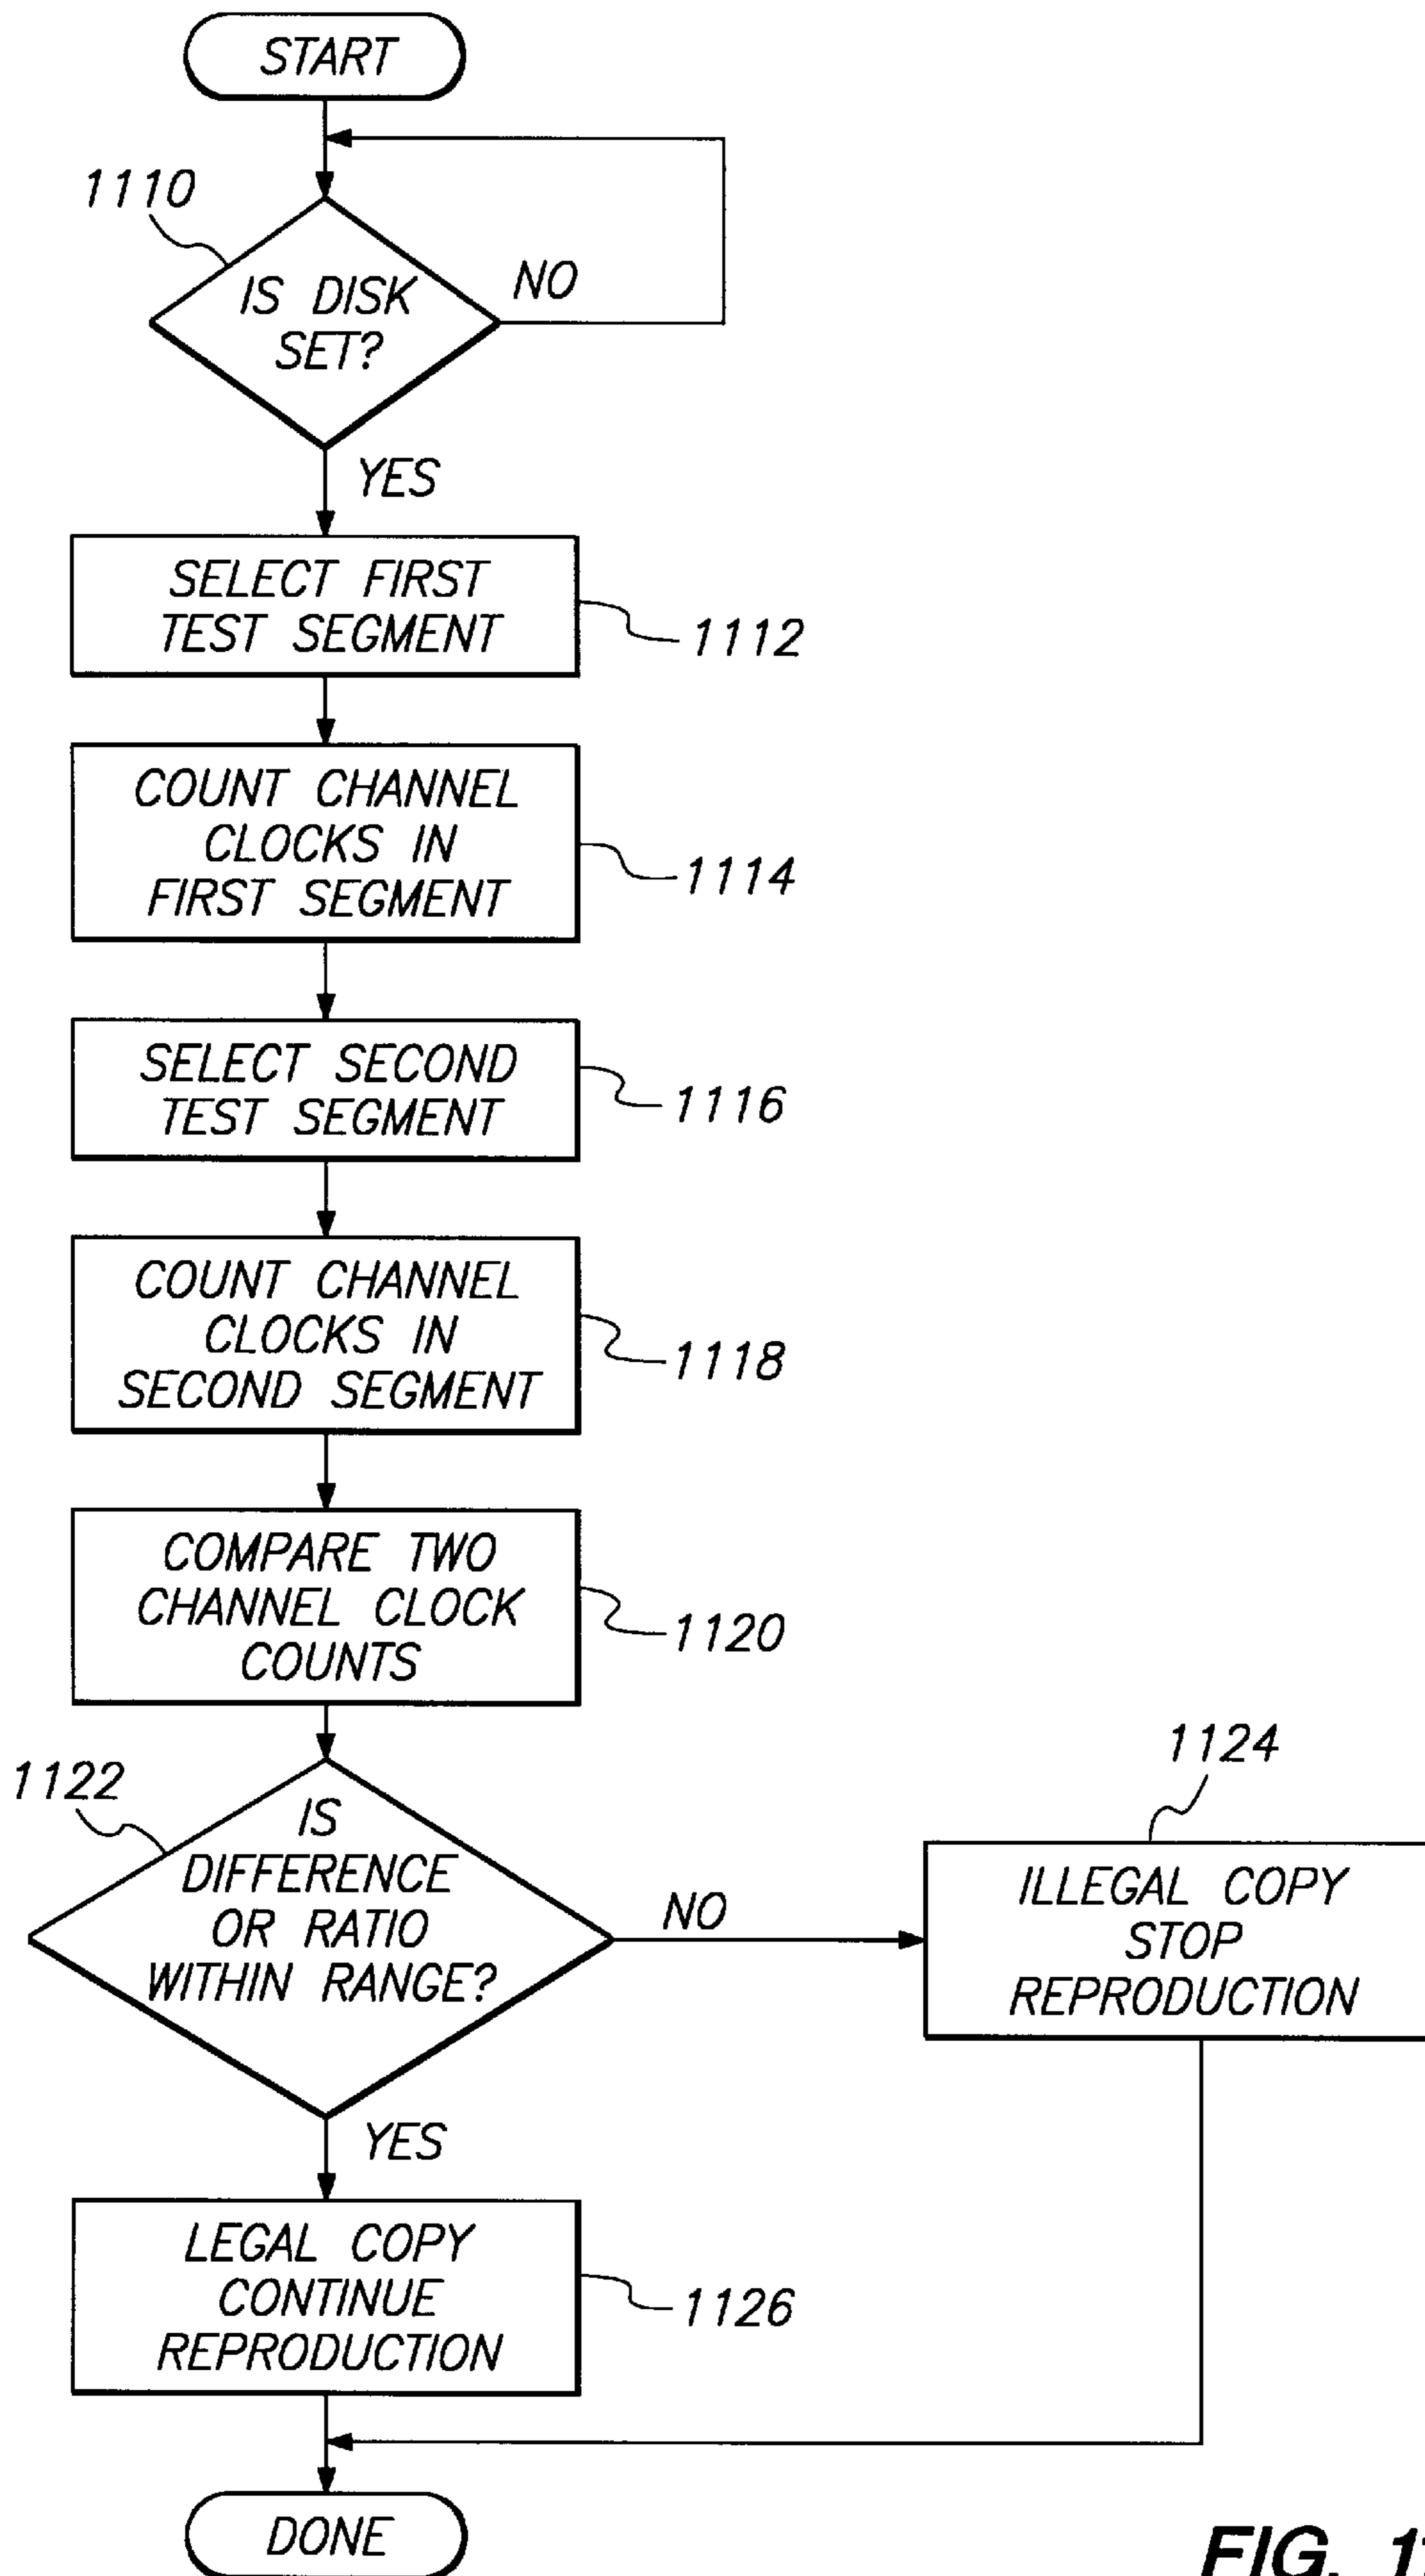 START
1110
IS DISK
SET?
NO
YES
SELECT FIRST
TEST SEGMENT
1112
COUNT CHANNEL
CLOCKS IN
FIRST SEGMENT
1114
SELECT SECOND
TEST SEGMENT
1116
COUNT CHANNEL
CLOCKS IN
SECOND SEGMENT
1118
COMPARE TWO
CHANNEL CLOCK
COUNTS
1120
1122
IS
DIFFERENCE
OR RATIO
WITHIN RANGE?
NO
1124
ILLEGAL COPY
STOP
REPRODUCTION
YES
LEGAL COPY
CONTINUE
REPRODUCTION
1126
DONE
FIG.